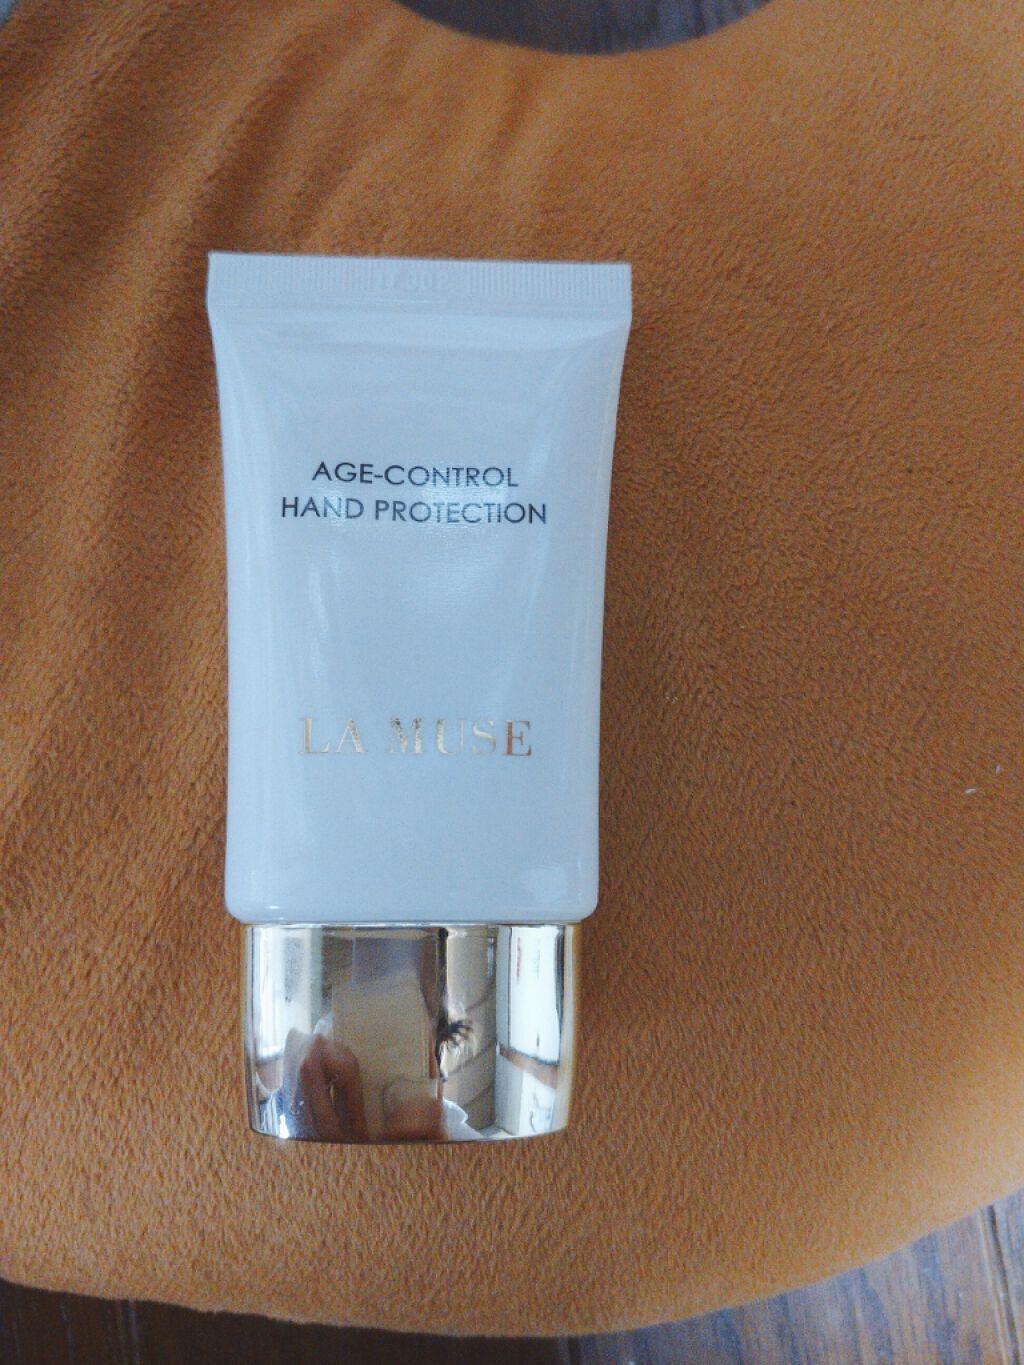 AGE-CONTROL
HAND PROTECTION
LA MUSE